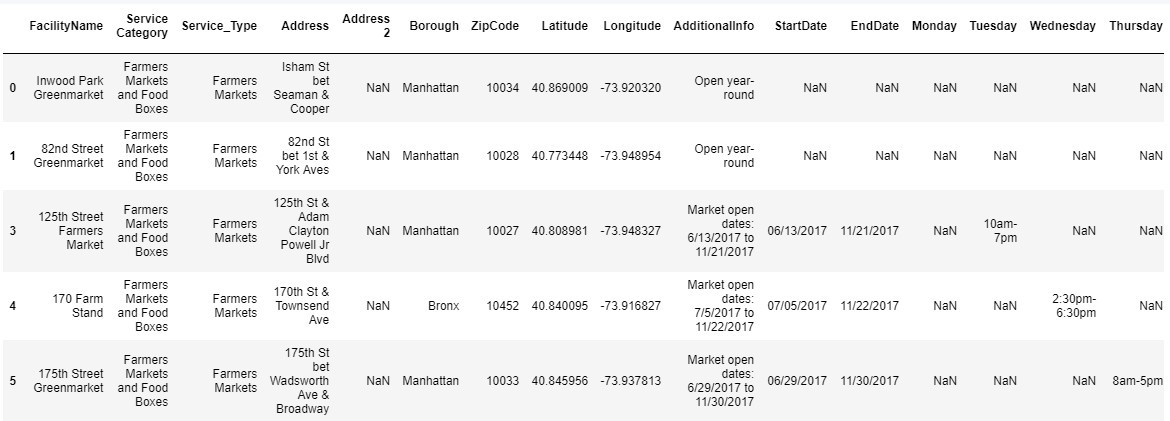 FacilityName Service Category Service_Type Address Address 2 Borough ZipCode Latitude Longitude AdditionalInfo StartDate EndDate Monday Tuesday Wednesday Thursday
0 Inwood Park Greenmarket Farmers Markets and Food Boxes Farmers Markets Isham St bet Seaman & Cooper NaN Manhattan 10034 40.869009 -73.920320 Open year-round NaN NaN NaN NaN NaN NaN
1 82nd Street Greenmarket Farmers Markets and Food Boxes Farmers Markets 82nd St bet 1st & York Aves NaN Manhattan 10028 40.773448 -73.948954 Open year-round NaN NaN NaN NaN NaN NaN
3 125th Street Farmers Market Farmers Markets and Food Boxes Farmers Markets 125th St & Adam Clayton Powell Jr Blvd NaN Manhattan 10027 40.808981 -73.948327 Market open dates: 6/13/2017 to 11/21/2017 06/13/2017 11/21/2017 NaN 10am-7pm NaN NaN
4 170 Farm Stand Farmers Markets and Food Boxes Farmers Markets 170th St & Townsend Ave NaN Bronx 10452 40.840095 -73.916827 Market open dates: 7/5/2017 to 11/22/2017 07/05/2017 11/22/2017 NaN NaN 2:30pm-6:30pm NaN
5 175th Street Greenmarket Farmers Markets and Food Boxes Farmers Markets 175th St bet Wadsworth Ave & Broadway NaN Manhattan 10033 40.845956 -73.937813 Market open dates: 6/29/2017 to 11/30/2017 06/29/2017 11/30/2017 NaN NaN NaN 8am-5pm